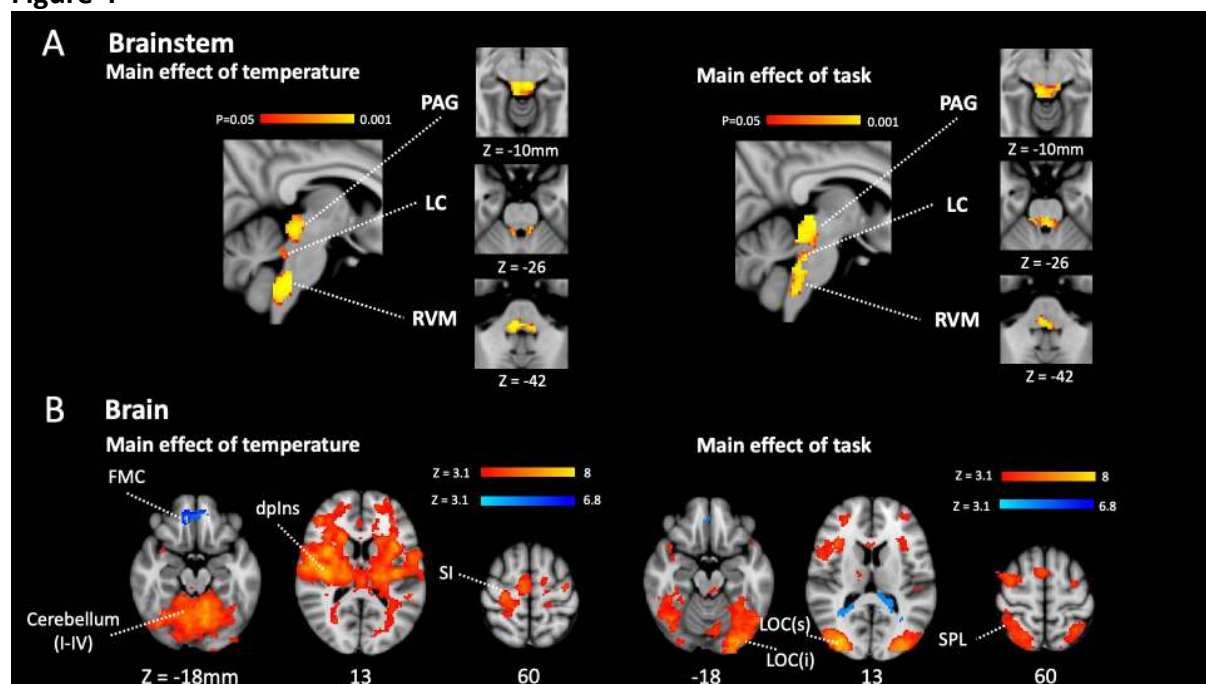 A Brainstem
Main effect of temperature
Main effect of task
P=0.05 0.001
PAG
Z = -10mm
LC
Z = -26
RVM
Z = -42
P=0.05 0.001
PAG
Z = -10mm
LC
Z = -26
RVM
Z = -42
B Brain
Main effect of temperature
Main effect of task
FMC
Z = 3.1 8
Z = 3.1 6.8
dpIns
SI
Cerebellum
(I-IV)
Z = -18mm 13 60
Z = 3.1 8
Z = 3.1 6.8
LOC(s)
LOC(i)
SPL
-18 13 60